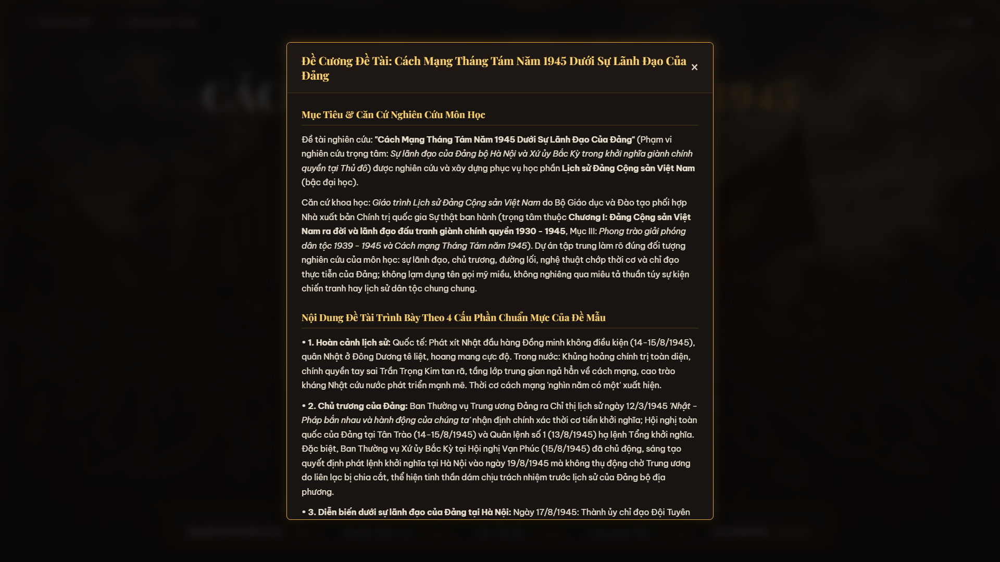 Đề Cương Đề Tài: Cách Mạng Tháng Tám Năm 1945 Dưới Sự Lãnh Đạo Của
Đảng
×
Mục Tiêu & Căn Cứ Nghiên Cứu Môn Học
Đề tài nghiên cứu: "Cách Mạng Tháng Tám Năm 1945 Dưới Sự Lãnh Đạo Của Đảng" (Phạm vi
nghiên cứu trọng tâm: Sự lãnh đạo của Đảng bộ Hà Nội và Xứ ủy Bắc Kỳ trong khởi nghĩa giành chính
quyền tại Thủ đô) được nghiên cứu và xây dựng phục vụ học phần Lịch sử Đảng Cộng sản Việt Nam
(bậc đại học).
Căn cứ khoa học: Giáo trình Lịch sử Đảng Cộng sản Việt Nam do Bộ Giáo dục và Đào tạo phối hợp
Nhà xuất bản Chính trị quốc gia Sự thật ban hành (trọng tâm thuộc Chương I: Đảng Cộng sản Việt
Nam ra đời và lãnh đạo đấu tranh giành chính quyền 1930 - 1945, Mục III: Phong trào giải phóng
dân tộc 1939 - 1945 và Cách mạng Tháng Tám năm 1945). Dự án tập trung làm rõ đúng đối tượng
nghiên cứu của môn học: sự lãnh đạo, chủ trương, đường lối, nghệ thuật chớp thời cơ và chỉ đạo
thực tiễn của Đảng; không lạm dụng tên gọi mỹ miều, không nghiêng qua miêu tả thuần túy sự kiện
chiến tranh hay lịch sử dân tộc chung chung.
Nội Dung Đề Tài Trình Bày Theo 4 Cấu Phần Chuẩn Mực Của Đề Mẫu
• 1. Hoàn cảnh lịch sử: Quốc tế: Phát xít Nhật đầu hàng Đồng minh không điều kiện (14-15/8/1945),
quân Nhật ở Đông Dương tê liệt, hoang mang cực độ. Trong nước: Khủng hoảng chính trị toàn diện,
chính quyền tay sai Trần Trọng Kim tan rã, tầng lớp trung gian ngả hẳn về cách mạng, cao trào
kháng Nhật cứu nước phát triển mạnh mẽ. Thời cơ cách mạng 'nghìn năm có một' xuất hiện.
• 2. Chủ trương của Đảng: Ban Thường vụ Trung ương Đảng ra Chỉ thị lịch sử ngày 12/3/1945 'Nhật -
Pháp bắn nhau và hành động của chúng ta' nhận định chính xác thời cơ tiền khởi nghĩa; Hội nghị toàn
quốc của Đảng tại Tân Trào (14-15/8/1945) và Quân lệnh số 1 (13/8/1945) hạ lệnh Tổng khởi nghĩa.
Đặc biệt, Ban Thường vụ Xứ ủy Bắc Kỳ tại Hội nghị Vạn Phúc (15/8/1945) đã chủ động, sáng tạo
quyết định phát lệnh khởi nghĩa tại Hà Nội vào ngày 19/8/1945 mà không thụ động chờ Trung ương
do liên lạc bị chia cắt, thể hiện tinh thần dám chịu trách nhiệm trước lịch sử của Đảng bộ địa
phương.
• 3. Diễn biến dưới sự lãnh đạo của Đảng tại Hà Nội: Ngày 17/8/1945: Thành ủy chỉ đạo Đội Tuyên